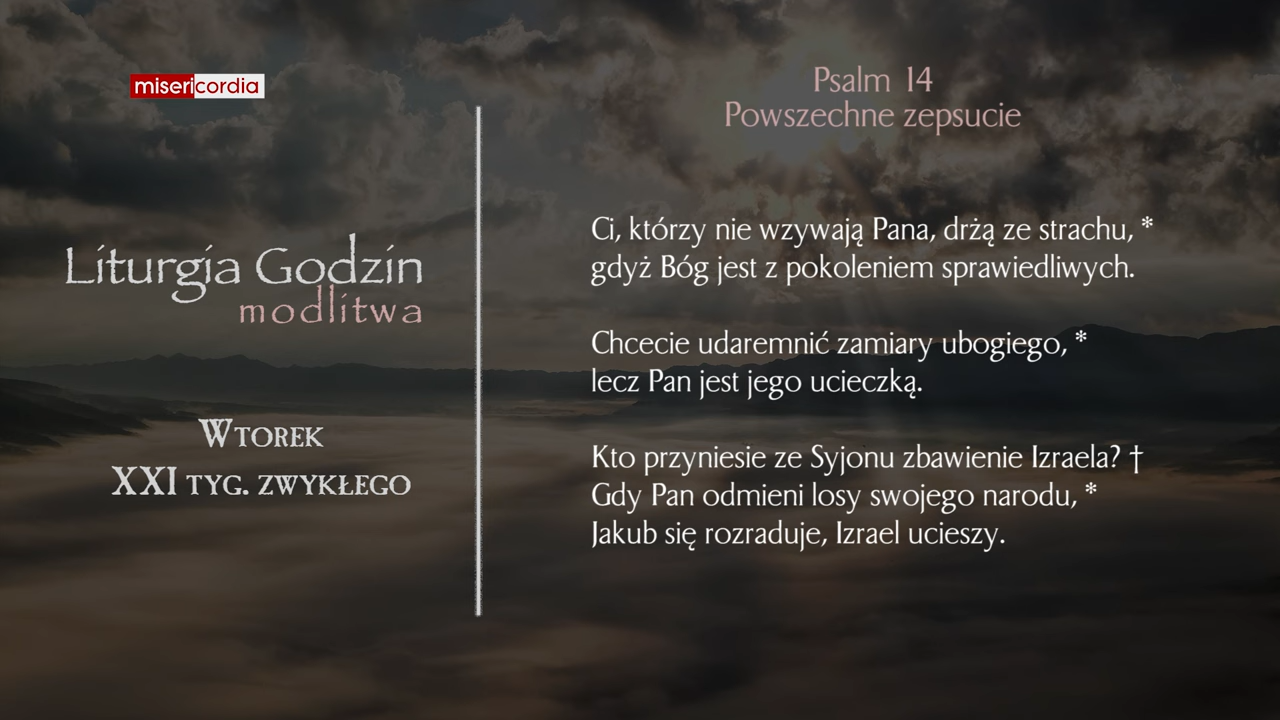 misericordia
Liturgia Godzin
modlitwa
Wtorek
XXI tyg. zwykłego
Psalm 14
Powszechne zepsucie
Ci, którzy nie wzywają Pana, drżą ze strachu, *
gdyż Bóg jest z pokoleniem sprawiedliwych.
Chcecie udaremnić zamiary ubogiego, *
lecz Pan jest jego ucieczką.
Kto przyniesie ze Syjonu zbawienie Izraela? †
Gdy Pan odmieni losy swojego narodu, *
Jakub się rozraduje, Izrael ucieszy.